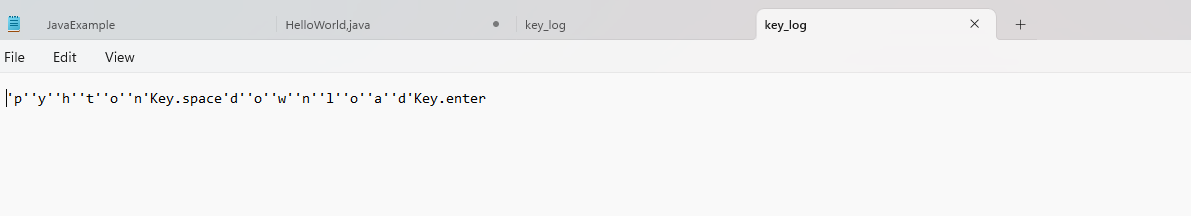 JavaExample HelloWorld.java key_log key_log
File Edit View
'p''y''h''t''o''n'Key.space'd''o''w''n''l''o''a''d'Key.enter